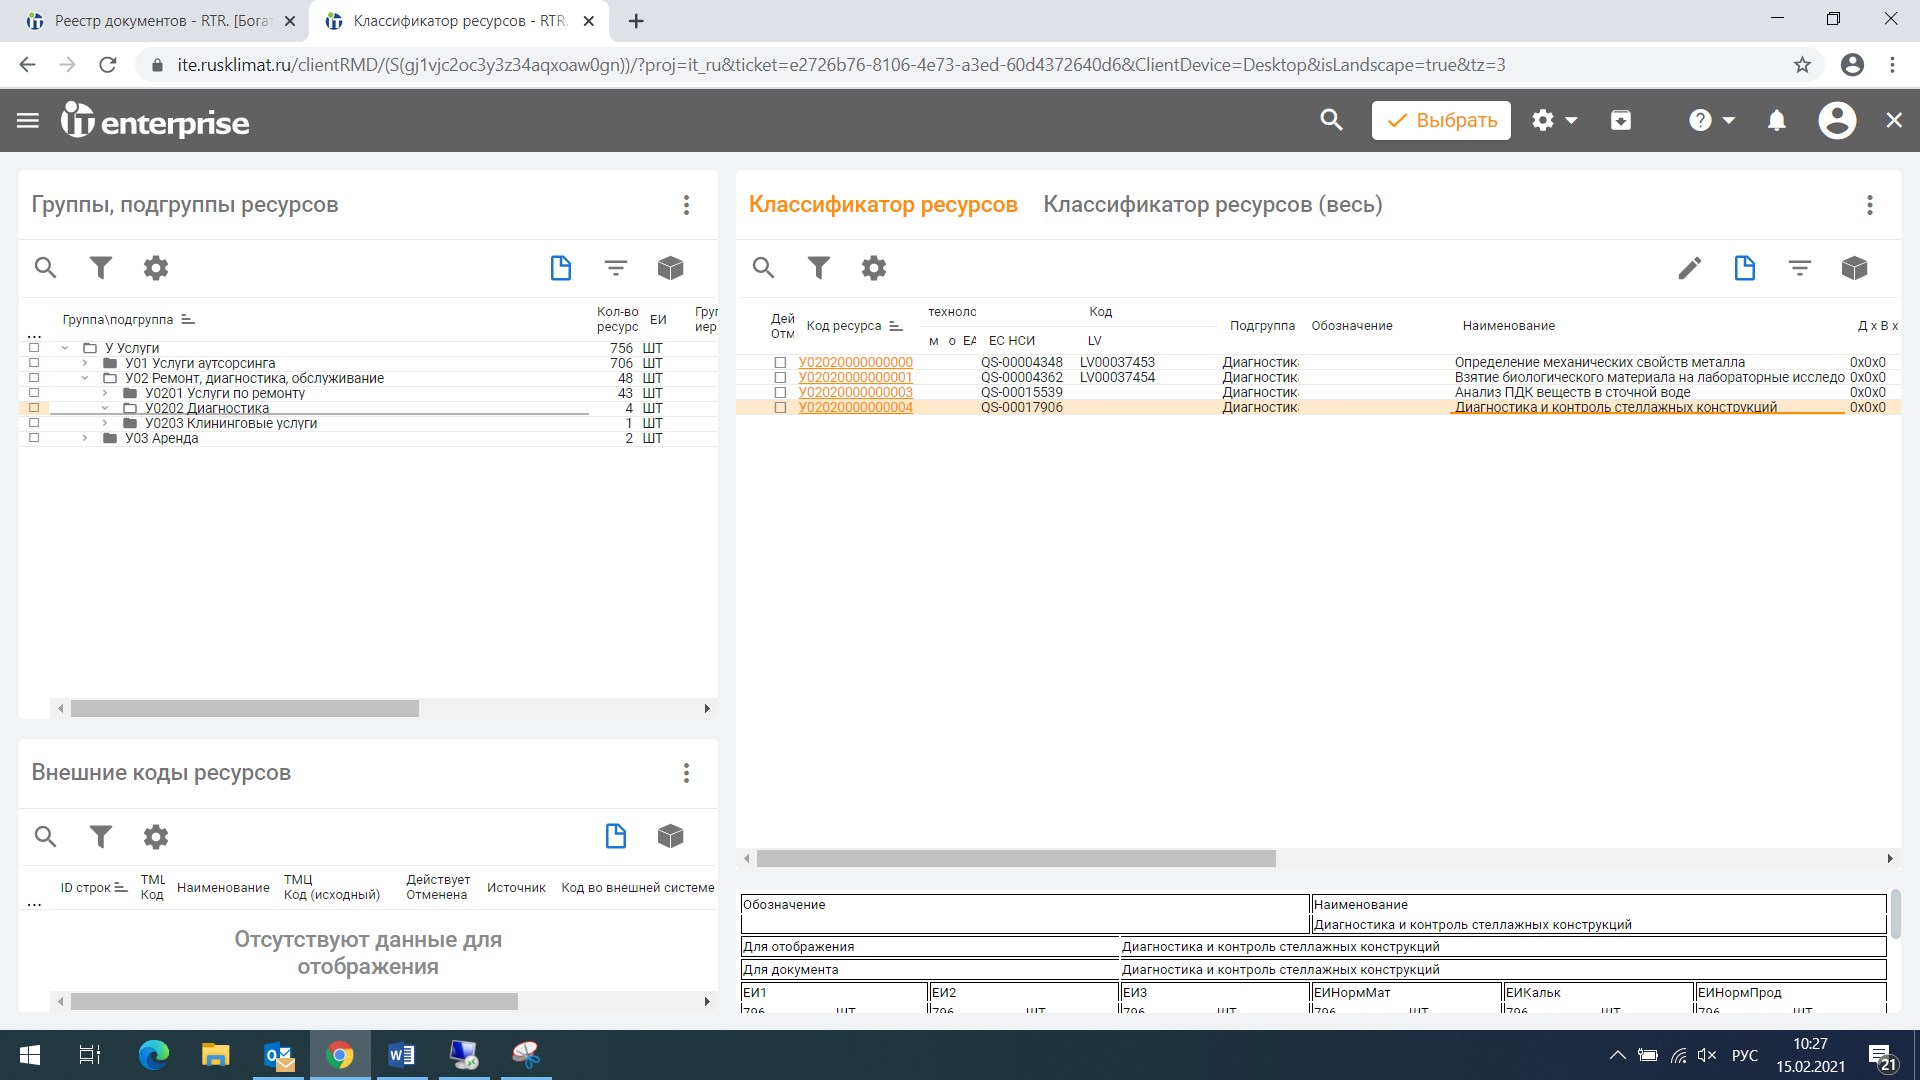 Реестр документов - RTR. [Бога
Классификатор ресурсов - RTR.
ite.rusklimat.ru/clientRMD/(S(gj1vjc2oc3y3z34aqxoaw0gn))/?proj=it_ru&ticket=e2726b76-8106-4e73-a3ed-60d4372640d6&ClientDevice=Desktop&isLandscape=true&tz=3
it enterprise
Выбрать
Группы, подгруппы ресурсов
Группа\подгруппа Кол-во ресурс ЕИ Груг иер
У Услуги 756 ШТ
У01 Услуги аутсорсинга 706 ШТ
У02 Ремонт, диагностика, обслуживание 48 ШТ
У0201 Услуги по ремонту 43 ШТ
У0202 Диагностика 4 ШТ
У0203 Клининговые услуги 1 ШТ
У03 Аренда 2 ШТ
Внешние коды ресурсов
ID строк ТМЦ Код Наименование ТМЦ Код (исходный) Действует Отменена Источник Код во внешней системе
Отсутствуют данные для
отображения
Классификатор ресурсов Классификатор ресурсов (весь)
техноло Код
Дей Отм Код ресурса Подгруппа Обозначение Наименование Д х В х
м о ЕА ЕС НСИ LV
У02020000000000 QS-00004348 LV00037453 Диагностика Определение механических свойств металла 0x0x0
У02020000000001 QS-00004362 LV00037454 Диагностика Взятие биологического материала на лабораторные исследо 0x0x0
У02020000000003 QS-00015539 Диагностика Анализ ПДК веществ в сточной воде 0x0x0
У02020000000004 QS-00017906 Диагностика Диагностика и контроль стеллажных конструкций 0x0x0
Обозначение Наименование
Диагностика и контроль стеллажных конструкций
Для отображения Диагностика и контроль стеллажных конструкций
Для документа Диагностика и контроль стеллажных конструкций
ЕИ1 ЕИ2 ЕИ3 ЕИНормМат ЕИКальк ЕИНормПрод
796 ШТ 796 ШТ 796 ШТ 796 ШТ 796 ШТ 796 ШТ
РУС
10:27
15.02.2021
21